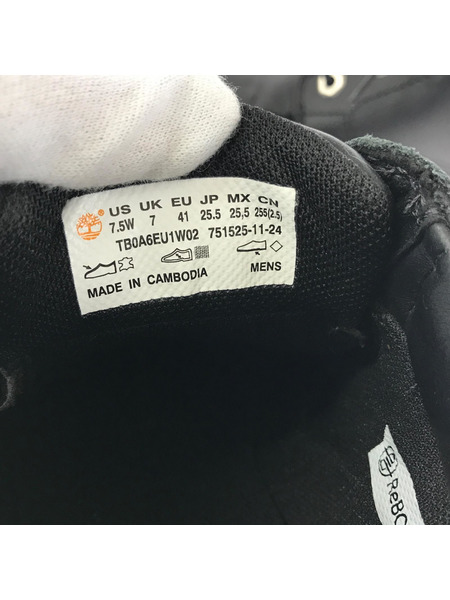 US UK EU JP MX CN
7.5W 7 41 25.5 25,5 255(2.5)
TB0A6EU1W02 751525-11-24
MADE IN CAMBODIA MENS
ReBO